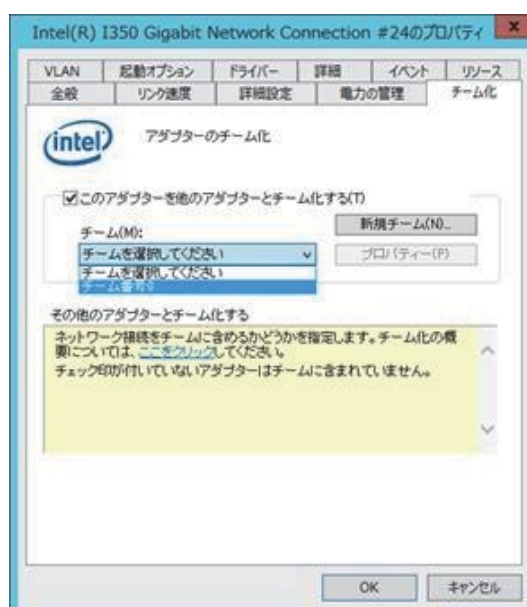 Intel(R) I350 Gigabit Network Connection #24のプロパティ
VLAN 起動オプション ドライバー 詳細 イベント リソース
全般 リンク速度 詳細設定 電力の管理 チーム化
intel アダプターのチーム化
このアダプターを他のアダプターとチーム化する(T)
新規チーム(N)...
チーム(M):
チームを選択してください プロパティー(P)
チームを選択してください
チーム番号
その他のアダプターとチーム化する
ネットワーク接続をチームに含めるかどうかを指定します。チーム化の概
要については、ここをクリックしてください。
チェック印が付いていないアダプターはチームに含まれていません。
OK キャンセル